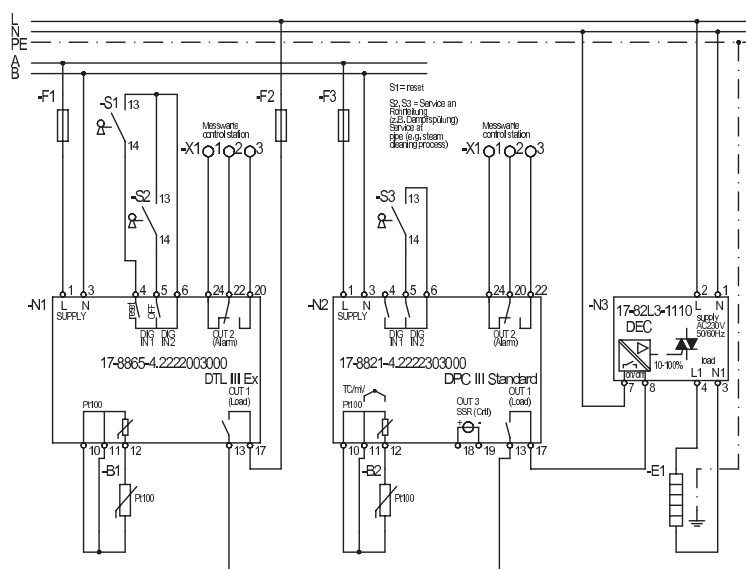 L
N
PE
A
B
-F1
-S1
13
14
-S2
13
14
Messwarte
control station
-X1 1 2 3
-F2
-F3
S1 = reset
S2, S3 = Service an
Rohrleitung
(z.B. Dampfspülung)
Service at
pipe (e.g. steam
cleaning process)
-S3
13
14
Messwarte
control station
-X1 1 2 3
-N1
1 3 4 5 6 24 22 20
L N
SUPPLY
reset
OFF
DIG
IN 1
DIG
IN 2
OUT 2
(Alarm)
17-8865-4.2222003000
DTL III Ex
Pt100
OUT 1
(Load)
10 11 12 13 17
-B1
Pt100
-N2
1 3 4 5 6 24 20 22
L N
SUPPLY
DIG
IN 1
DIG
IN 2
OUT 2
(Alarm)
17-8821-4.2222303000
DPC III Standard
TC/mV/
Pt100
OUT 3
SSR (Crtl)
+ -
OUT 1
(Load)
10 11 12 18 19 13 17
-B2
Pt100
-N3
2 1
L N
17-82L3-1110
DEC
supply
AC230V
50/60Hz
10-100%
load
on/off
L1 N1
7 8 4 3
-E1